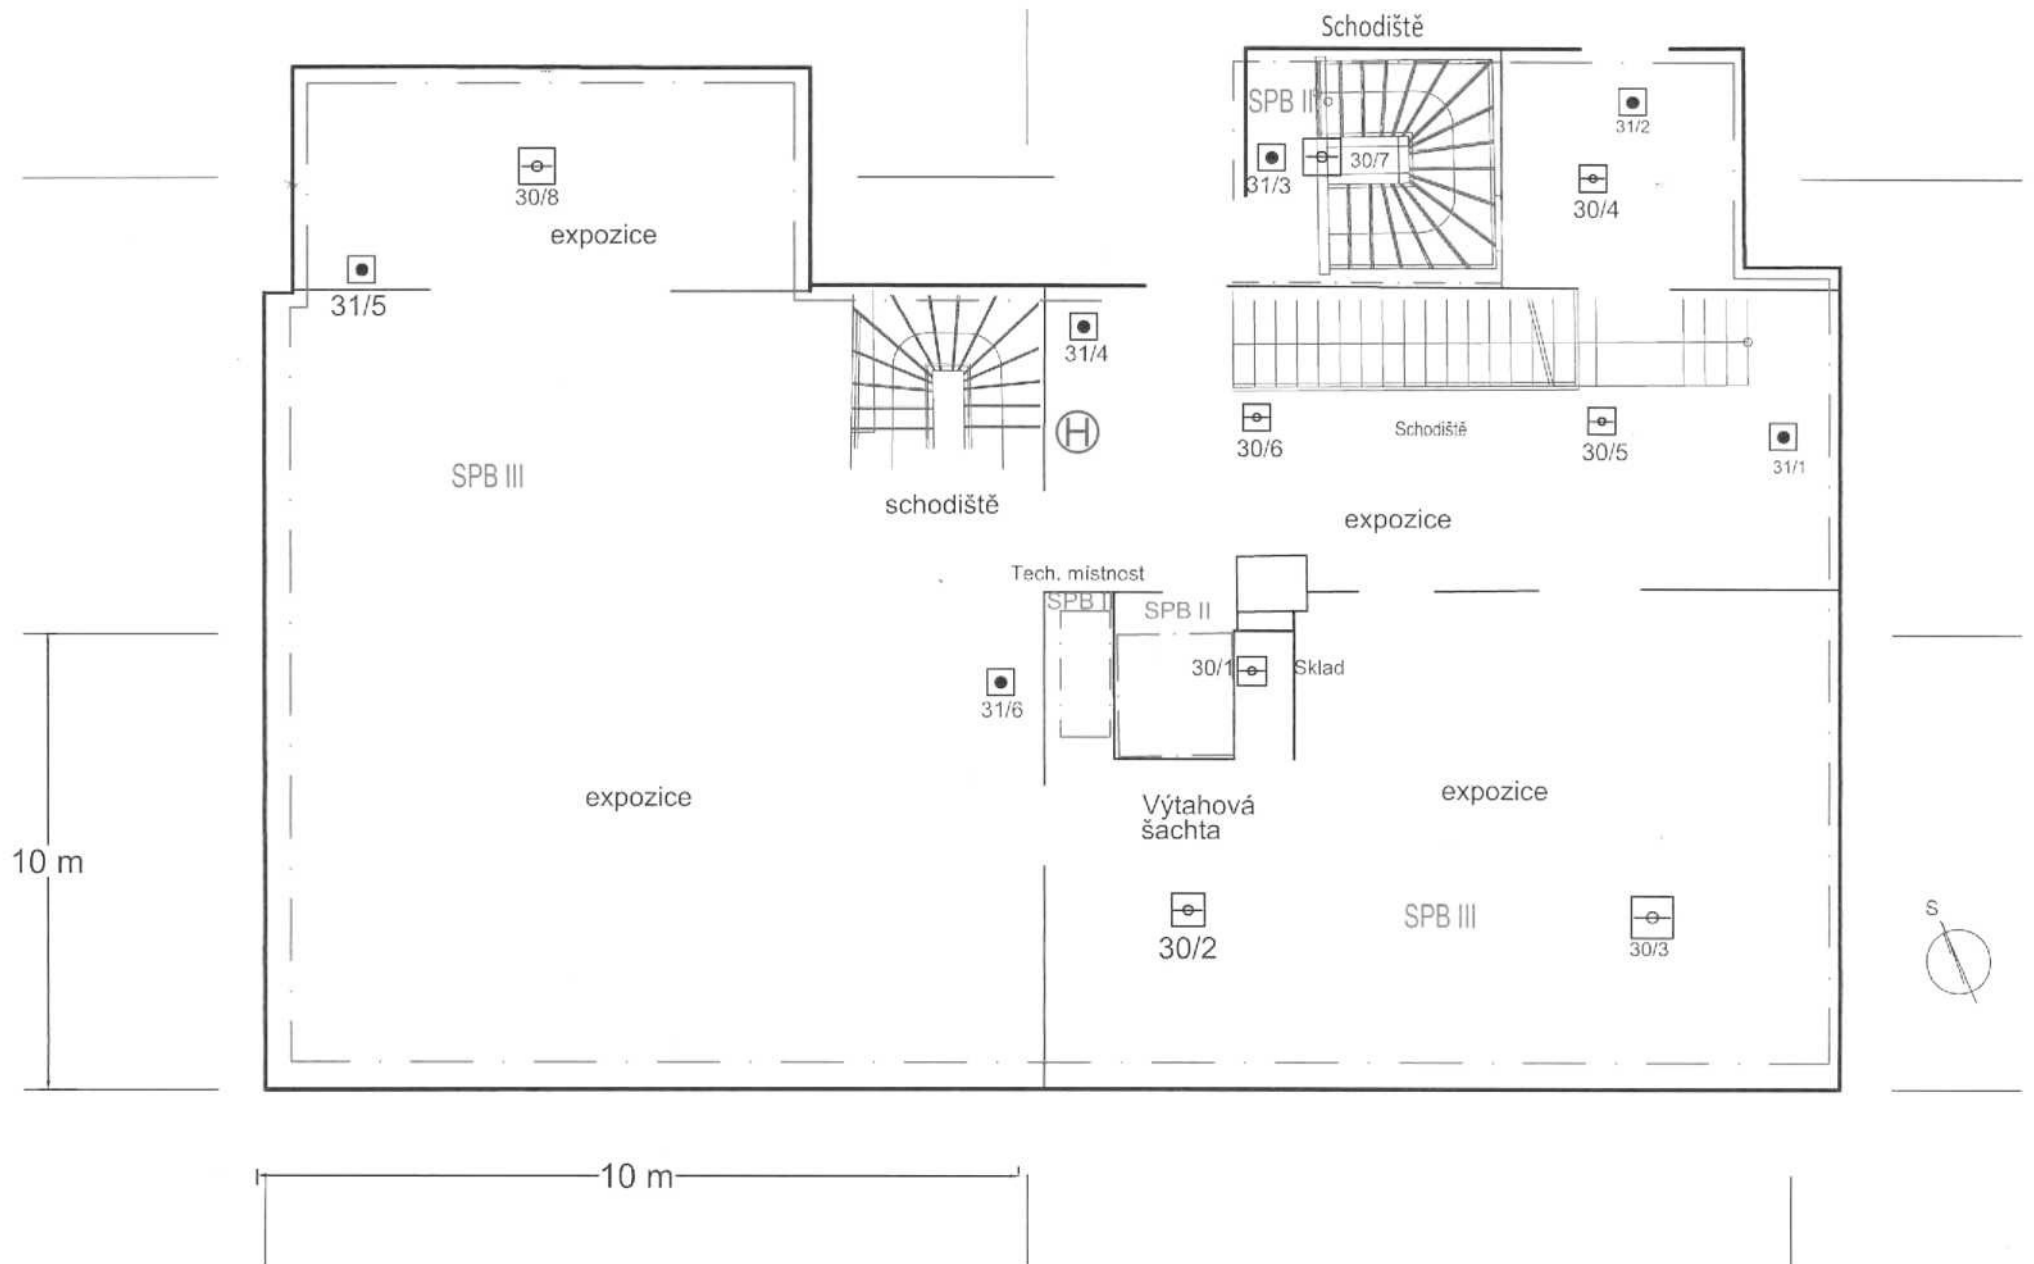 Schodiště
SPB II
31/2
31/3
30/7
30/8
30/4
expozice
31/5
31/4
H
30/6
Schodiště
30/5
31/1
SPB III
schodiště
expozice
Tech. místnost
SPB I
SPB II
30/1
Sklad
31/6
expozice
Výtahová
šachta
expozice
10 m
30/2
SPB III
30/3
S
10 m